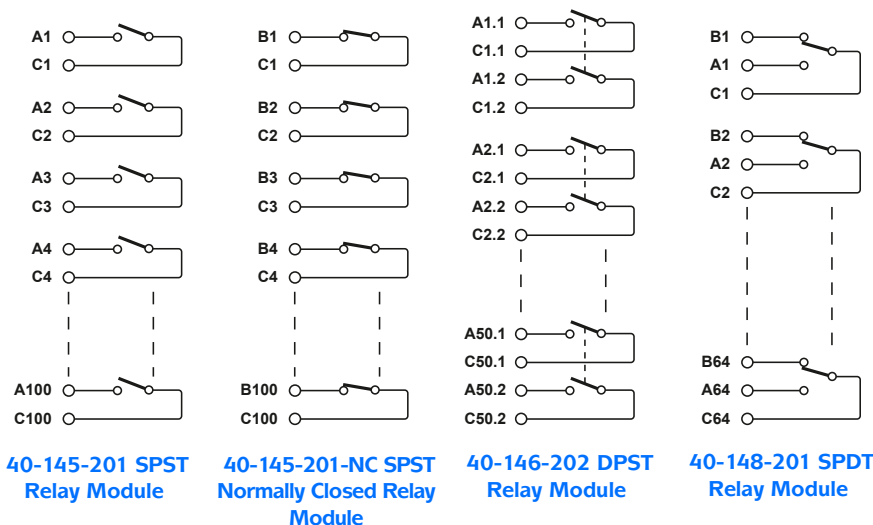 A1
C1
A2
C2
A3
C3
A4
C4
A100
C100
40-145-201 SPST
Relay Module
B1
C1
B2
C2
B3
C3
B4
C4
B100
C100
40-145-201-NC SPST
Normally Closed Relay
Module
A1.1
C1.1
A1.2
C1.2
A2.1
C2.1
A2.2
C2.2
A50.1
C50.1
A50.2
C50.2
40-146-202 DPST
Relay Module
B1
A1
C1
B2
A2
C2
B64
A64
C64
40-148-201 SPDT
Relay Module